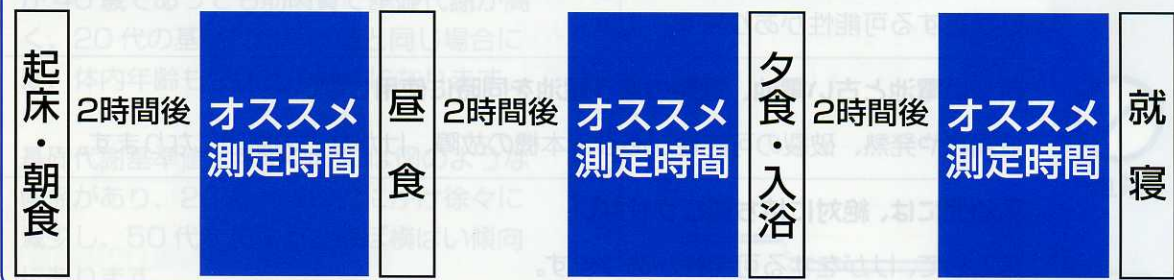 起床・朝食
2時間後
オススメ
測定時間
昼食
2時間後
オススメ
測定時間
夕食・入浴
2時間後
オススメ
測定時間
就寝